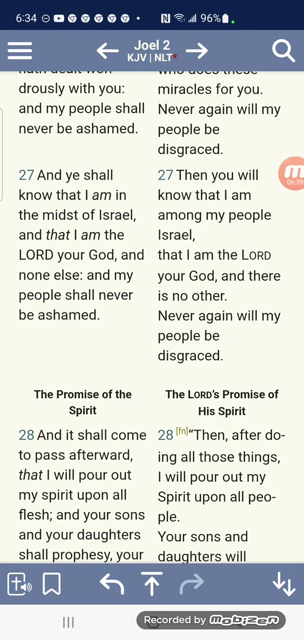 6:34
96%
Joel 2
KJV | NLT*
drously with you:
and my people shall
never be ashamed.
27 And ye shall
know that I am in
the midst of Israel,
and that I am the
LORD your God, and
none else: and my
people shall never
be ashamed.
The Promise of the
Spirit
28 And it shall come
to pass afterward,
that I will pour out
my spirit upon all
flesh; and your sons
and your daughters
shall prophesy, your
who does these
miracles for you.
Never again will my
people be
disgraced.
27 Then you will
know that I am
among my people
Israel,
that I am the LORD
your God, and there
is no other.
Never again will my
people be
disgraced.
The LORD's Promise of
His Spirit
28 [fn]“Then, after do-
ing all those things,
I will pour out my
Spirit upon all peo-
ple.
Your sons and
daughters will
06:39
Recorded by mobizen